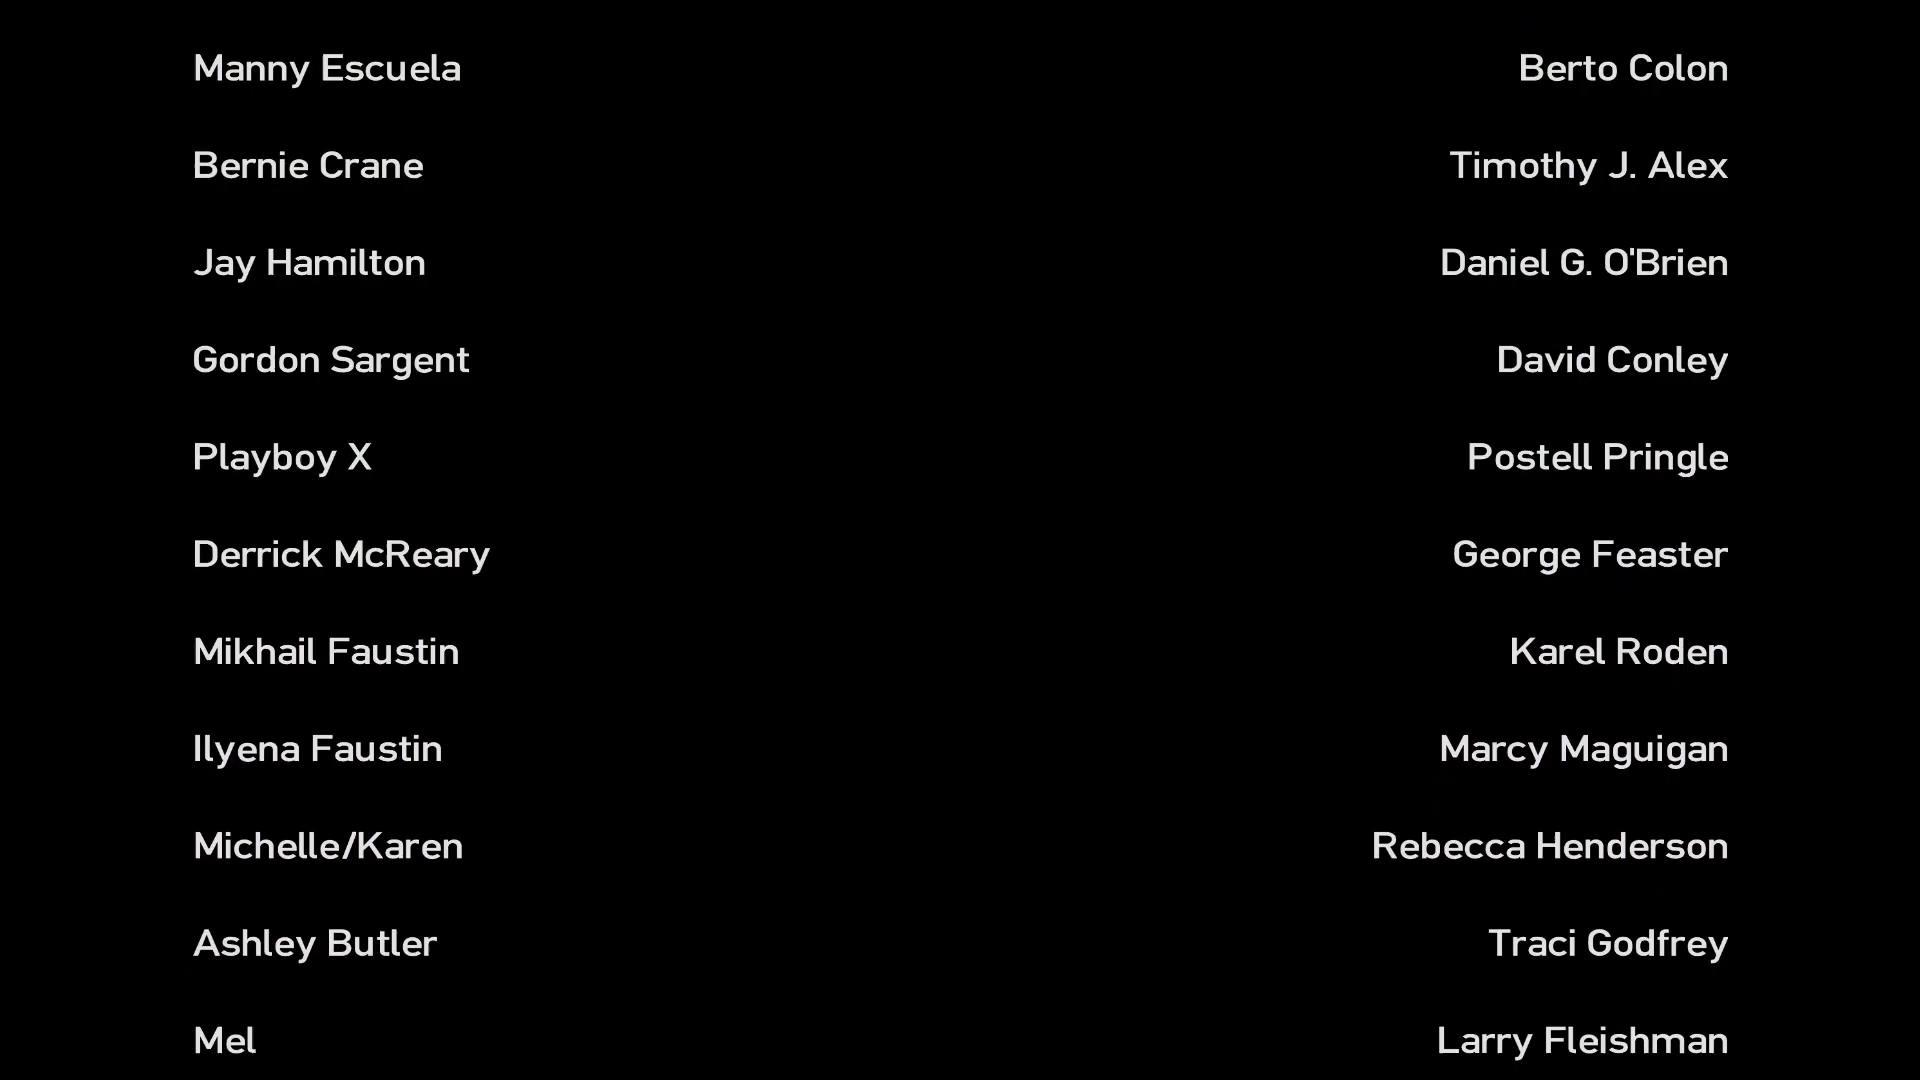 Manny Escuela Berto Colon
Bernie Crane Timothy J. Alex
Jay Hamilton Daniel G. O'Brien
Gordon Sargent David Conley
Playboy X Postell Pringle
Derrick McReary George Feaster
Mikhail Faustin Karel Roden
Ilyena Faustin Marcy Maguigan
Michelle/Karen Rebecca Henderson
Ashley Butler Traci Godfrey
Mel Larry Fleishman